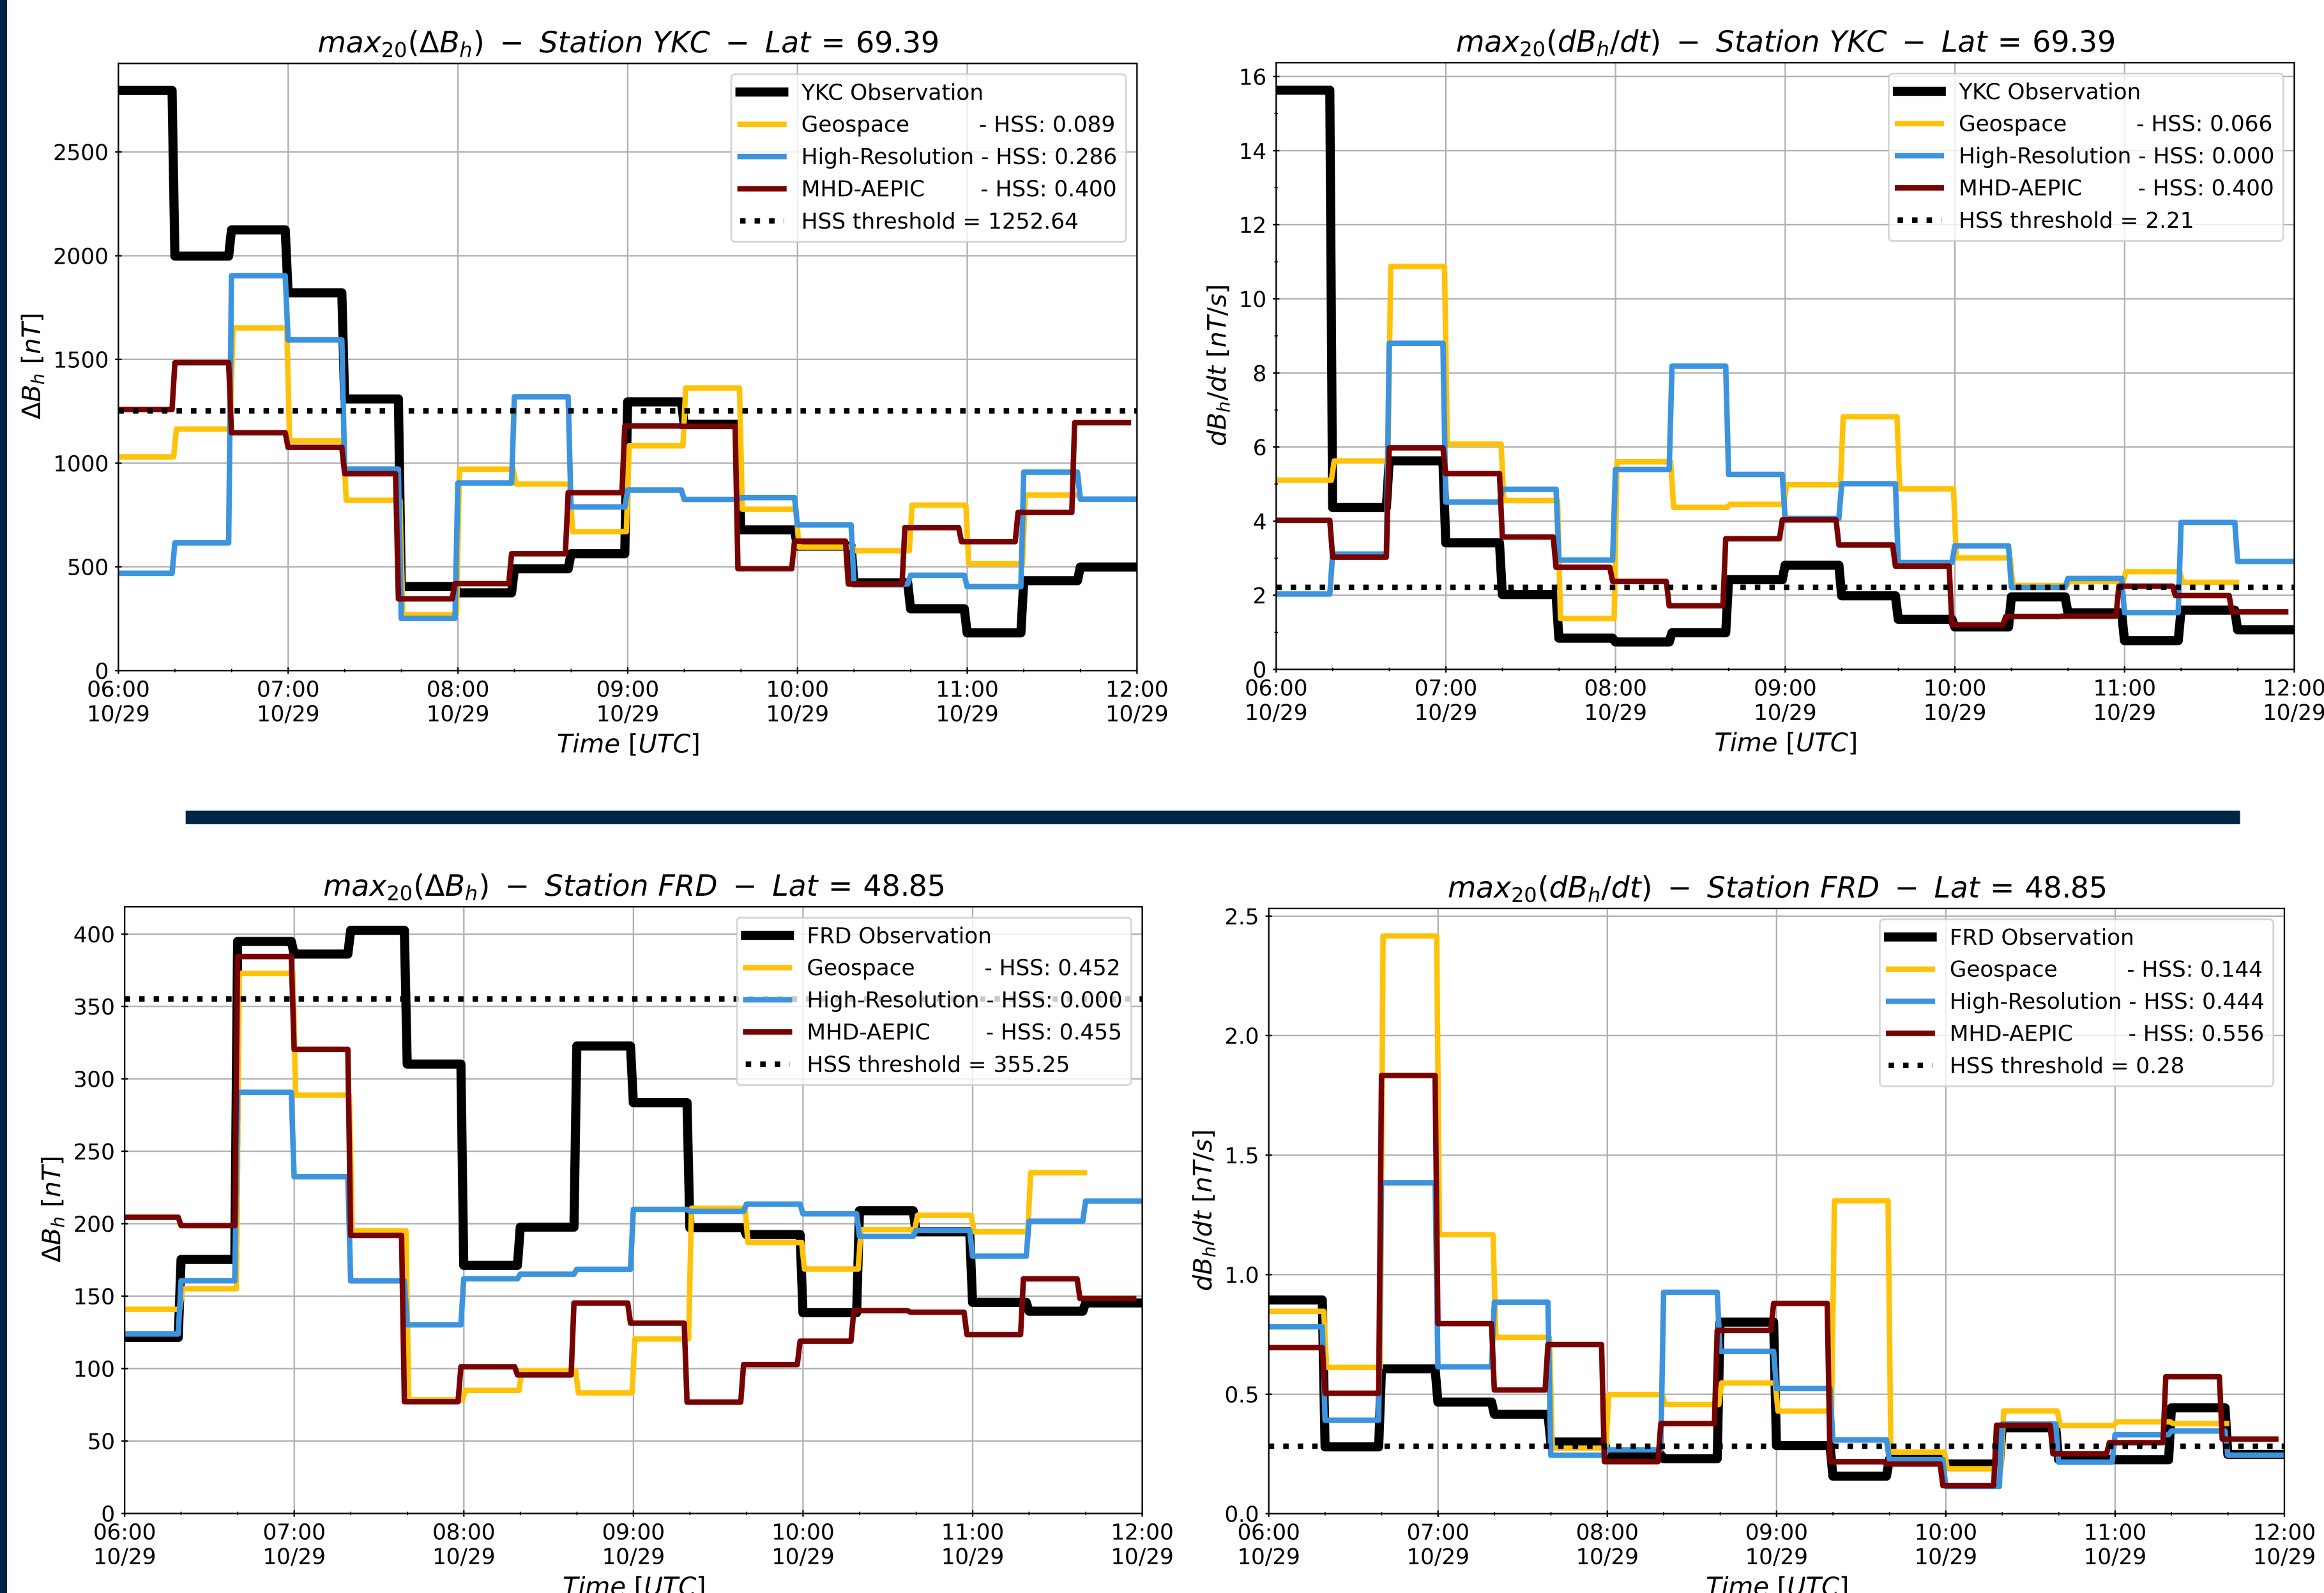 max₂₀(ΔBₕ) − Station YKC − Lat = 69.39
YKC Observation
Geospace - HSS: 0.089
High-Resolution - HSS: 0.286
MHD-AEPIC - HSS: 0.400
HSS threshold = 1252.64
ΔBₕ [nT]
2500
2000
1500
1000
500
0
06:00 07:00 08:00 09:00 10:00 11:00 12:00
10/29 10/29 10/29 10/29 10/29 10/29 10/29
Time [UTC]
max₂₀(dBₕ/dt) − Station YKC − Lat = 69.39
YKC Observation
Geospace - HSS: 0.066
High-Resolution - HSS: 0.000
MHD-AEPIC - HSS: 0.400
HSS threshold = 2.21
dBₕ/dt [nT/s]
16
14
12
10
8
6
4
2
0
06:00 07:00 08:00 09:00 10:00 11:00 12:00
10/29 10/29 10/29 10/29 10/29 10/29 10/29
Time [UTC]
max₂₀(ΔBₕ) − Station FRD − Lat = 48.85
FRD Observation
Geospace - HSS: 0.452
High-Resolution - HSS: 0.000
MHD-AEPIC - HSS: 0.455
HSS threshold = 355.25
ΔBₕ [nT]
400
350
300
250
200
150
100
50
0
06:00 07:00 08:00 09:00 10:00 11:00 12:00
10/29 10/29 10/29 10/29 10/29 10/29 10/29
Time [UTC]
max₂₀(dBₕ/dt) − Station FRD − Lat = 48.85
FRD Observation
Geospace - HSS: 0.144
High-Resolution - HSS: 0.444
MHD-AEPIC - HSS: 0.556
HSS threshold = 0.28
dBₕ/dt [nT/s]
2.5
2.0
1.5
1.0
0.5
0.0
06:00 07:00 08:00 09:00 10:00 11:00 12:00
10/29 10/29 10/29 10/29 10/29 10/29 10/29
Time [UTC]